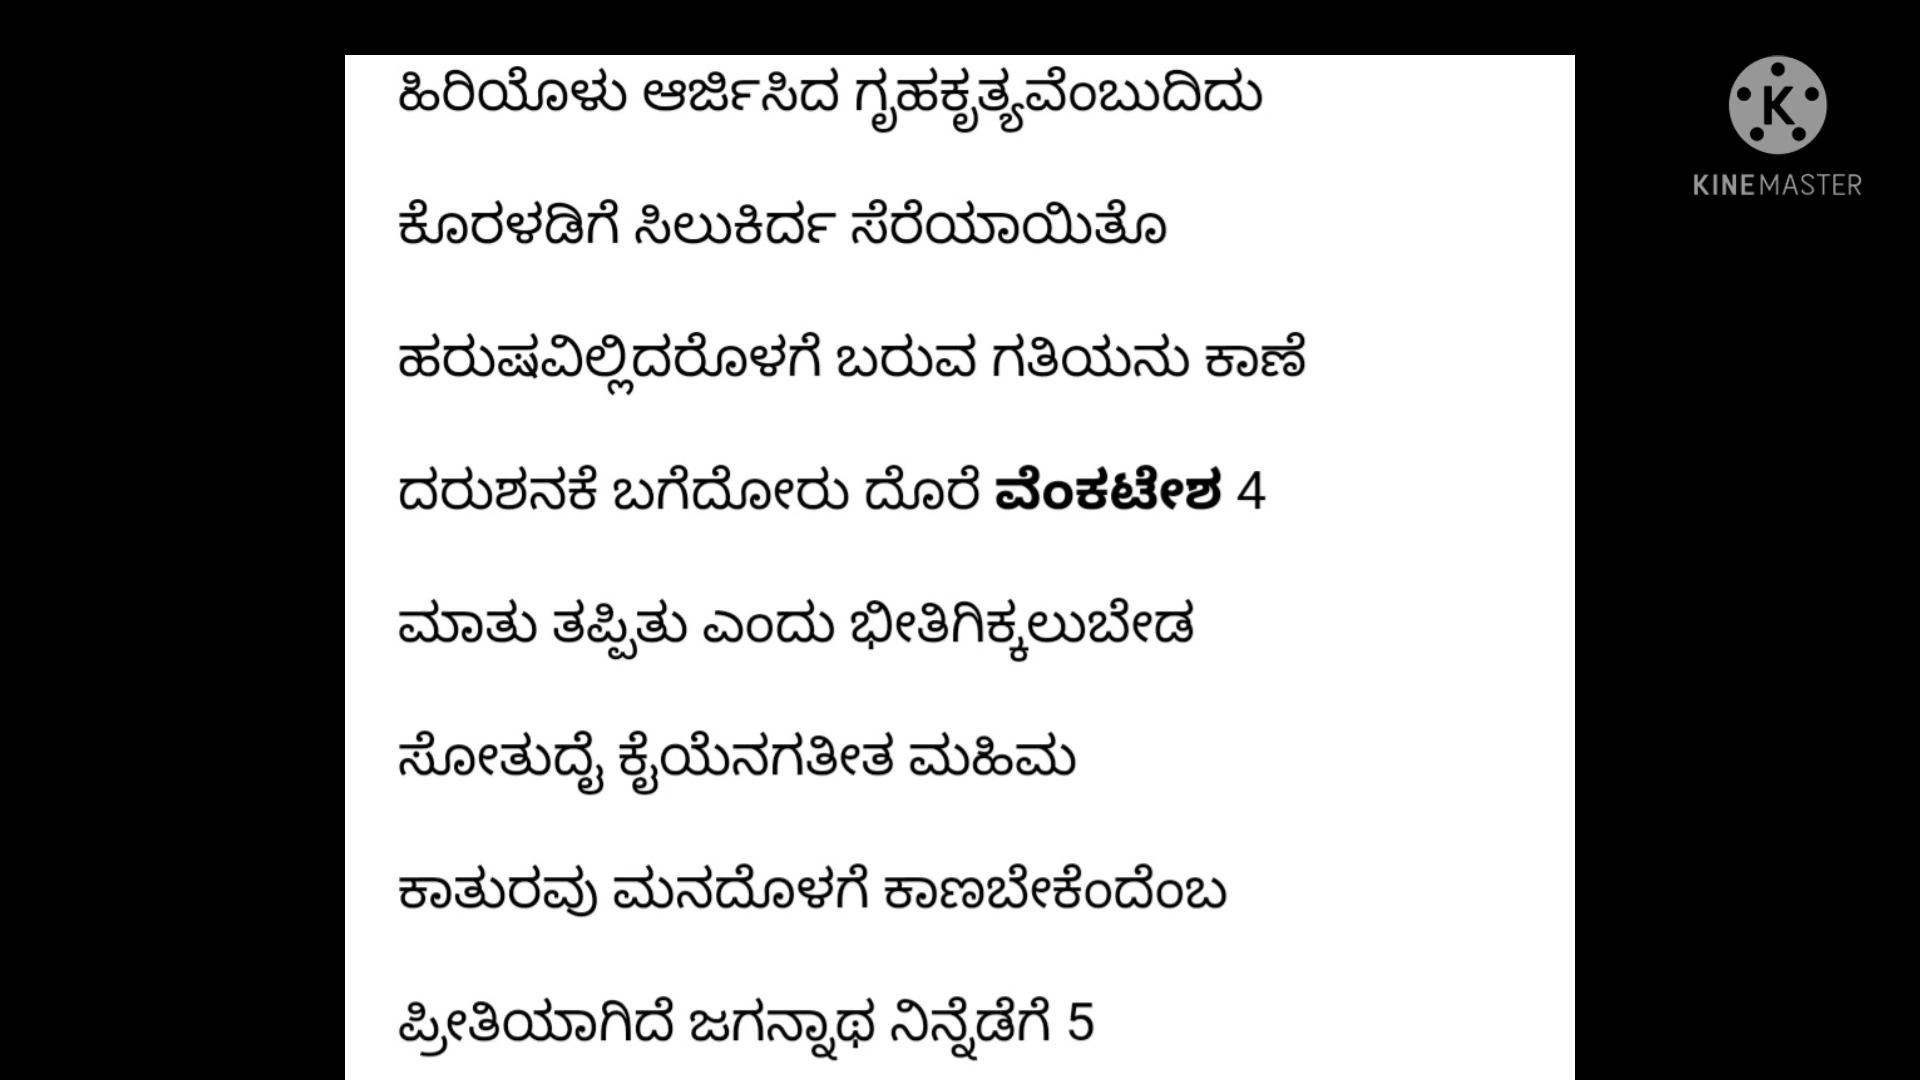 ಹಿರಿಯೊಳು ಆರ್ಜಿಸಿದ ಗೃಹಕೃತ್ಯವೆಂಬುದಿದು
K
KINEMASTER
ಕೊರಳಡಿಗೆ ಸಿಲುಕಿರ್ದ ಸೆರೆಯಾಯಿತೊ
ಹರುಷವಿಲ್ಲಿದರೊಳಗೆ ಬರುವ ಗತಿಯನು ಕಾಣೆ
ದರುಶನಕೆ ಬಗೆದೋರು ದೊರೆ ವೆಂಕಟೇಶ 4
ಮಾತು ತಪ್ಪಿತು ಎಂದು ಭೀತಿಗಿಕ್ಕಲುಬೇಡ
ಸೋತುದೈ ಕೈಯೆನಗತೀತ ಮಹಿಮ
ಕಾತುರವು ಮನದೊಳಗೆ ಕಾಣಬೇಕೆಂದೆಂಬ
ಪ್ರೀತಿಯಾಗಿದೆ ಜಗನ್ನಾಥ ನಿನ್ನೆಡೆಗೆ 5